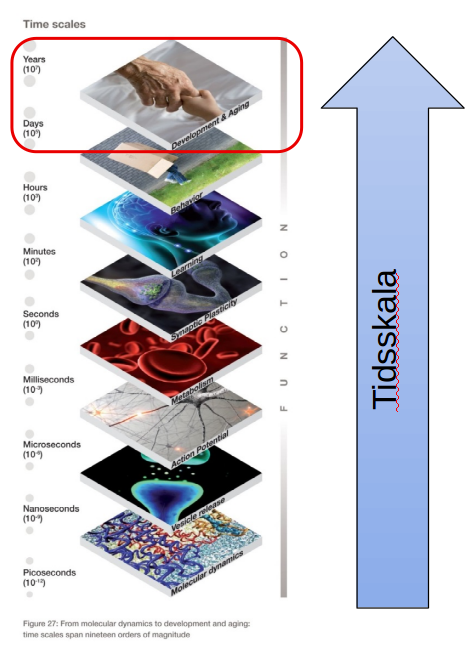 Time scales
Years
(10⁷)
Development & Aging
Days
(10⁵)
Behavior
Hours
(10³)
Learning
Minutes
(10²)
Synaptic Plasticity
Seconds
(10⁰)
Metabolism
Milliseconds
(10⁻³)
Action Potential
Microseconds
(10⁻⁶)
Vesicle release
Nanoseconds
(10⁻⁹)
Molecular dynamics
Picoseconds
(10⁻¹²)
FUNCTION
Tidsskala
Figure 27: From molecular dynamics to development and aging:
time scales span nineteen orders of magnitude